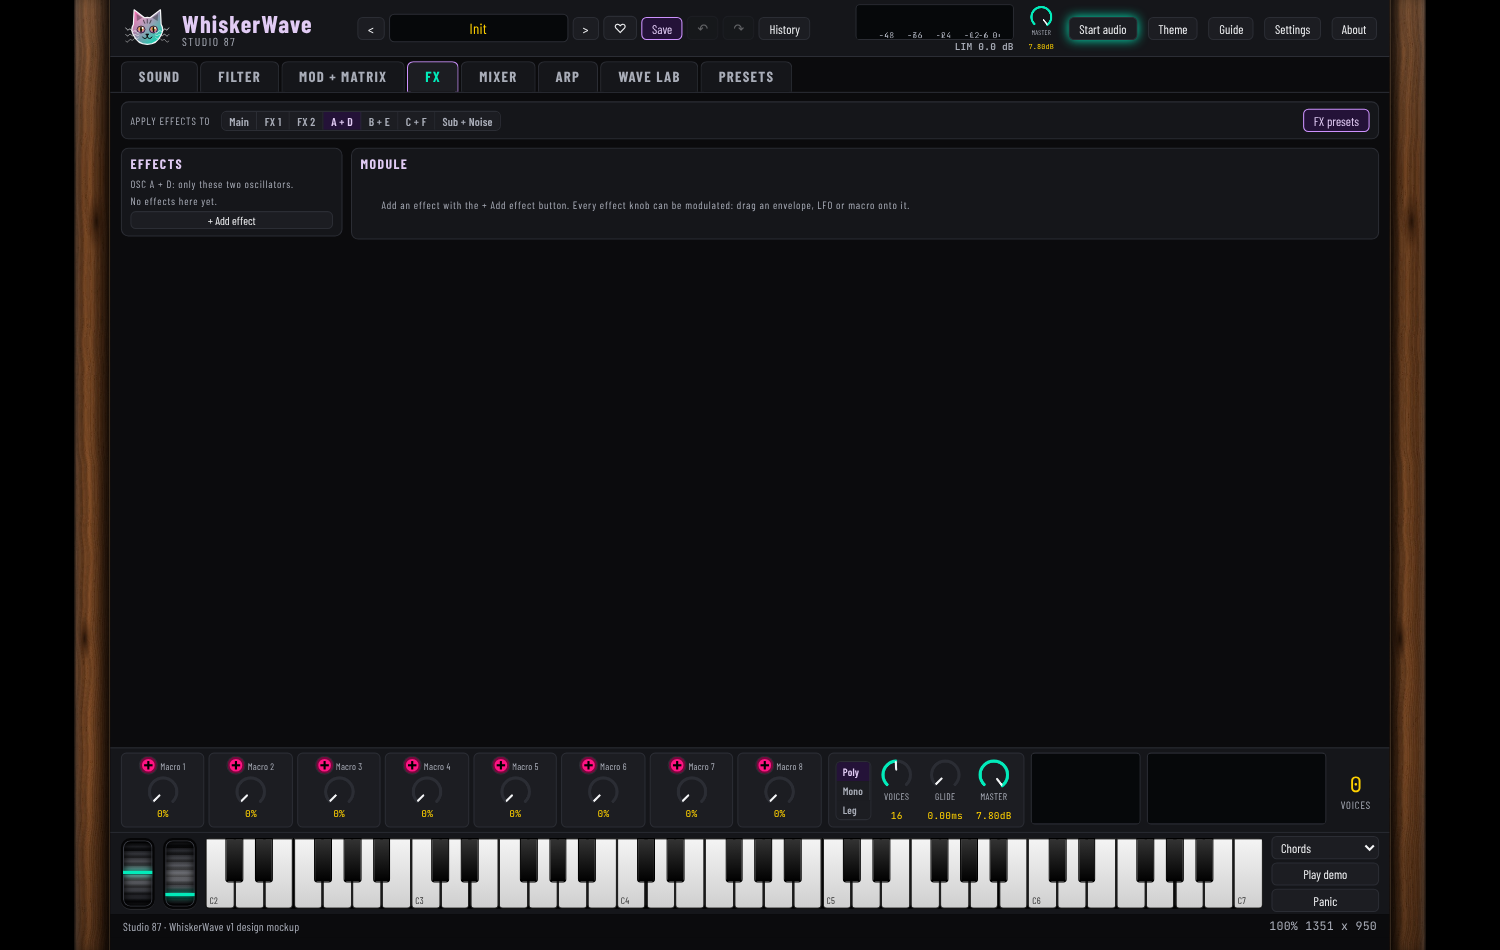 WhiskerWave
STUDIO 87
<
Init
>
Save
History
LIM 0.0 dB
MASTER
7.80dB
Start audio
Theme
Guide
Settings
About
SOUND
FILTER
MOD + MATRIX
FX
MIXER
ARP
WAVE LAB
PRESETS
APPLY EFFECTS TO
Main
FX 1
FX 2
A + D
B + E
C + F
Sub + Noise
FX presets
EFFECTS
OSC A + D: only these two oscillators.
No effects here yet.
+ Add effect
MODULE
Add an effect with the + Add effect button. Every effect knob can be modulated: drag an envelope, LFO or macro onto it.
Macro 1
0%
Macro 2
0%
Macro 3
0%
Macro 4
0%
Macro 5
0%
Macro 6
0%
Macro 7
0%
Macro 8
0%
Poly
Mono
Leg
VOICES
16
GLIDE
0.00ms
MASTER
7.80dB
0
VOICES
C2
C3
C4
C5
C6
C7
Chords
Play demo
Panic
Studio 87 · WhiskerWave v1 design mockup
100% 1351 x 950